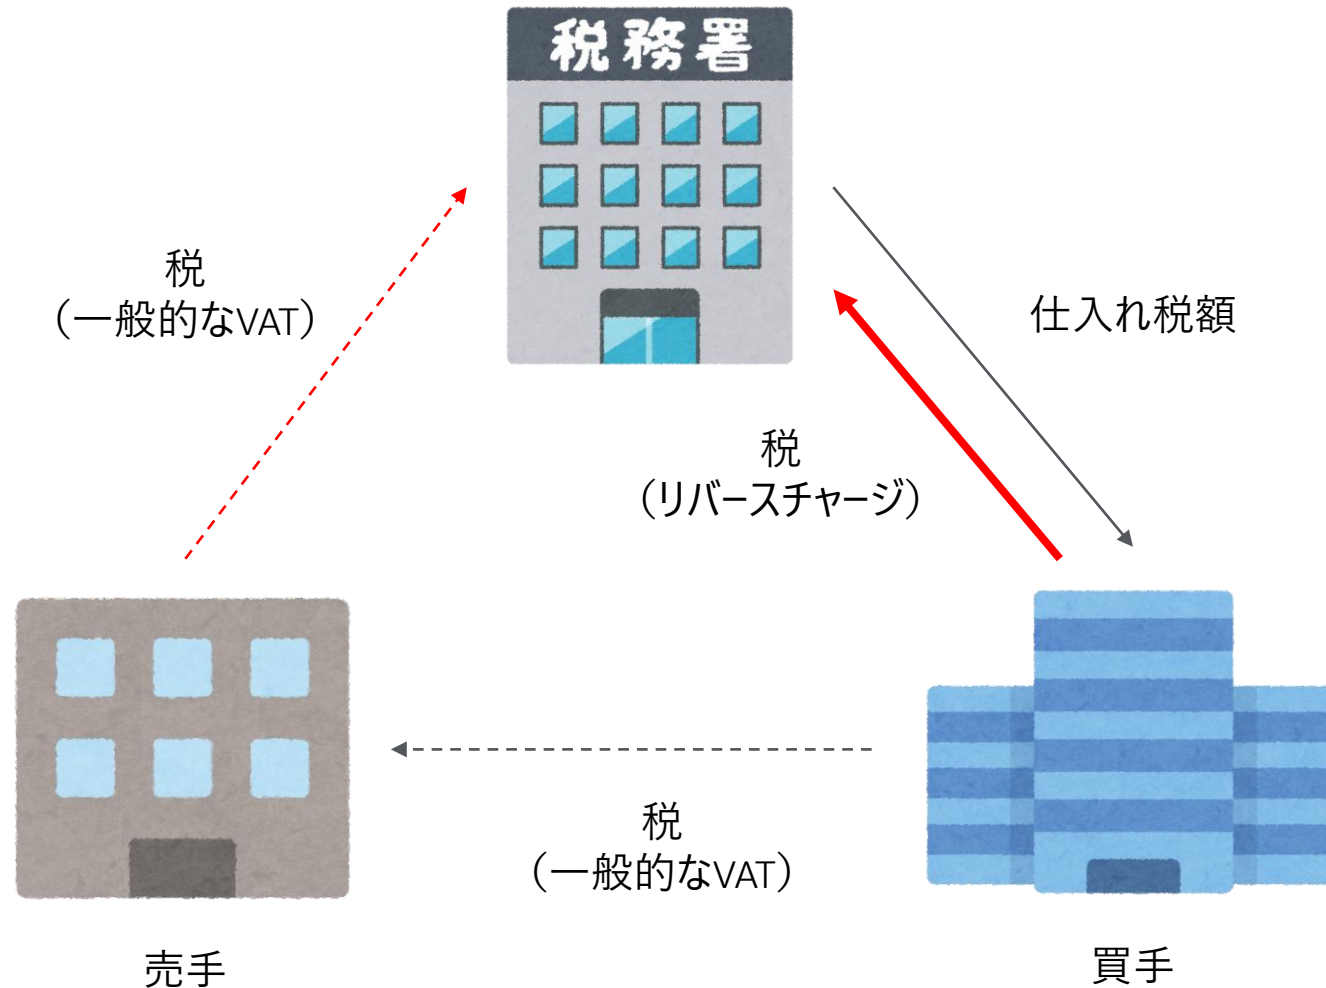 税務署
税
（一般的なVAT）
仕入れ税額
税
（リバースチャージ）
税
（一般的なVAT）
売手
買手